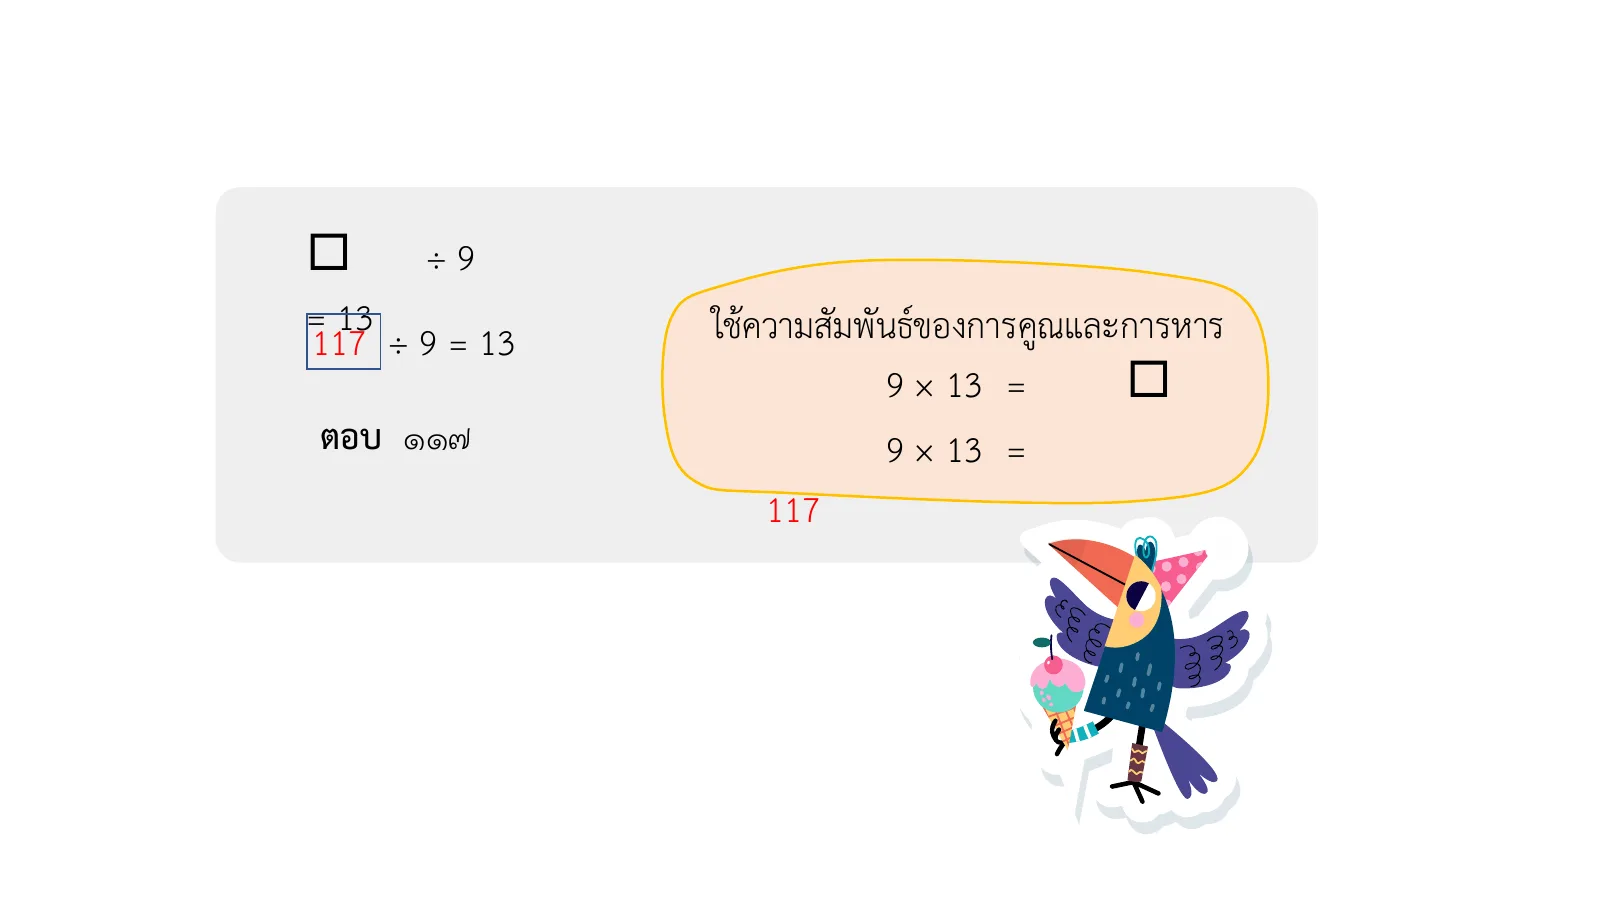 ☐ ÷ 9
= 13
117 ÷ 9 = 13
ตอบ ๑๑๗
ใช้ความสัมพันธ์ของการคูณและการหาร
9 × 13 = ☐
9 × 13 =
117